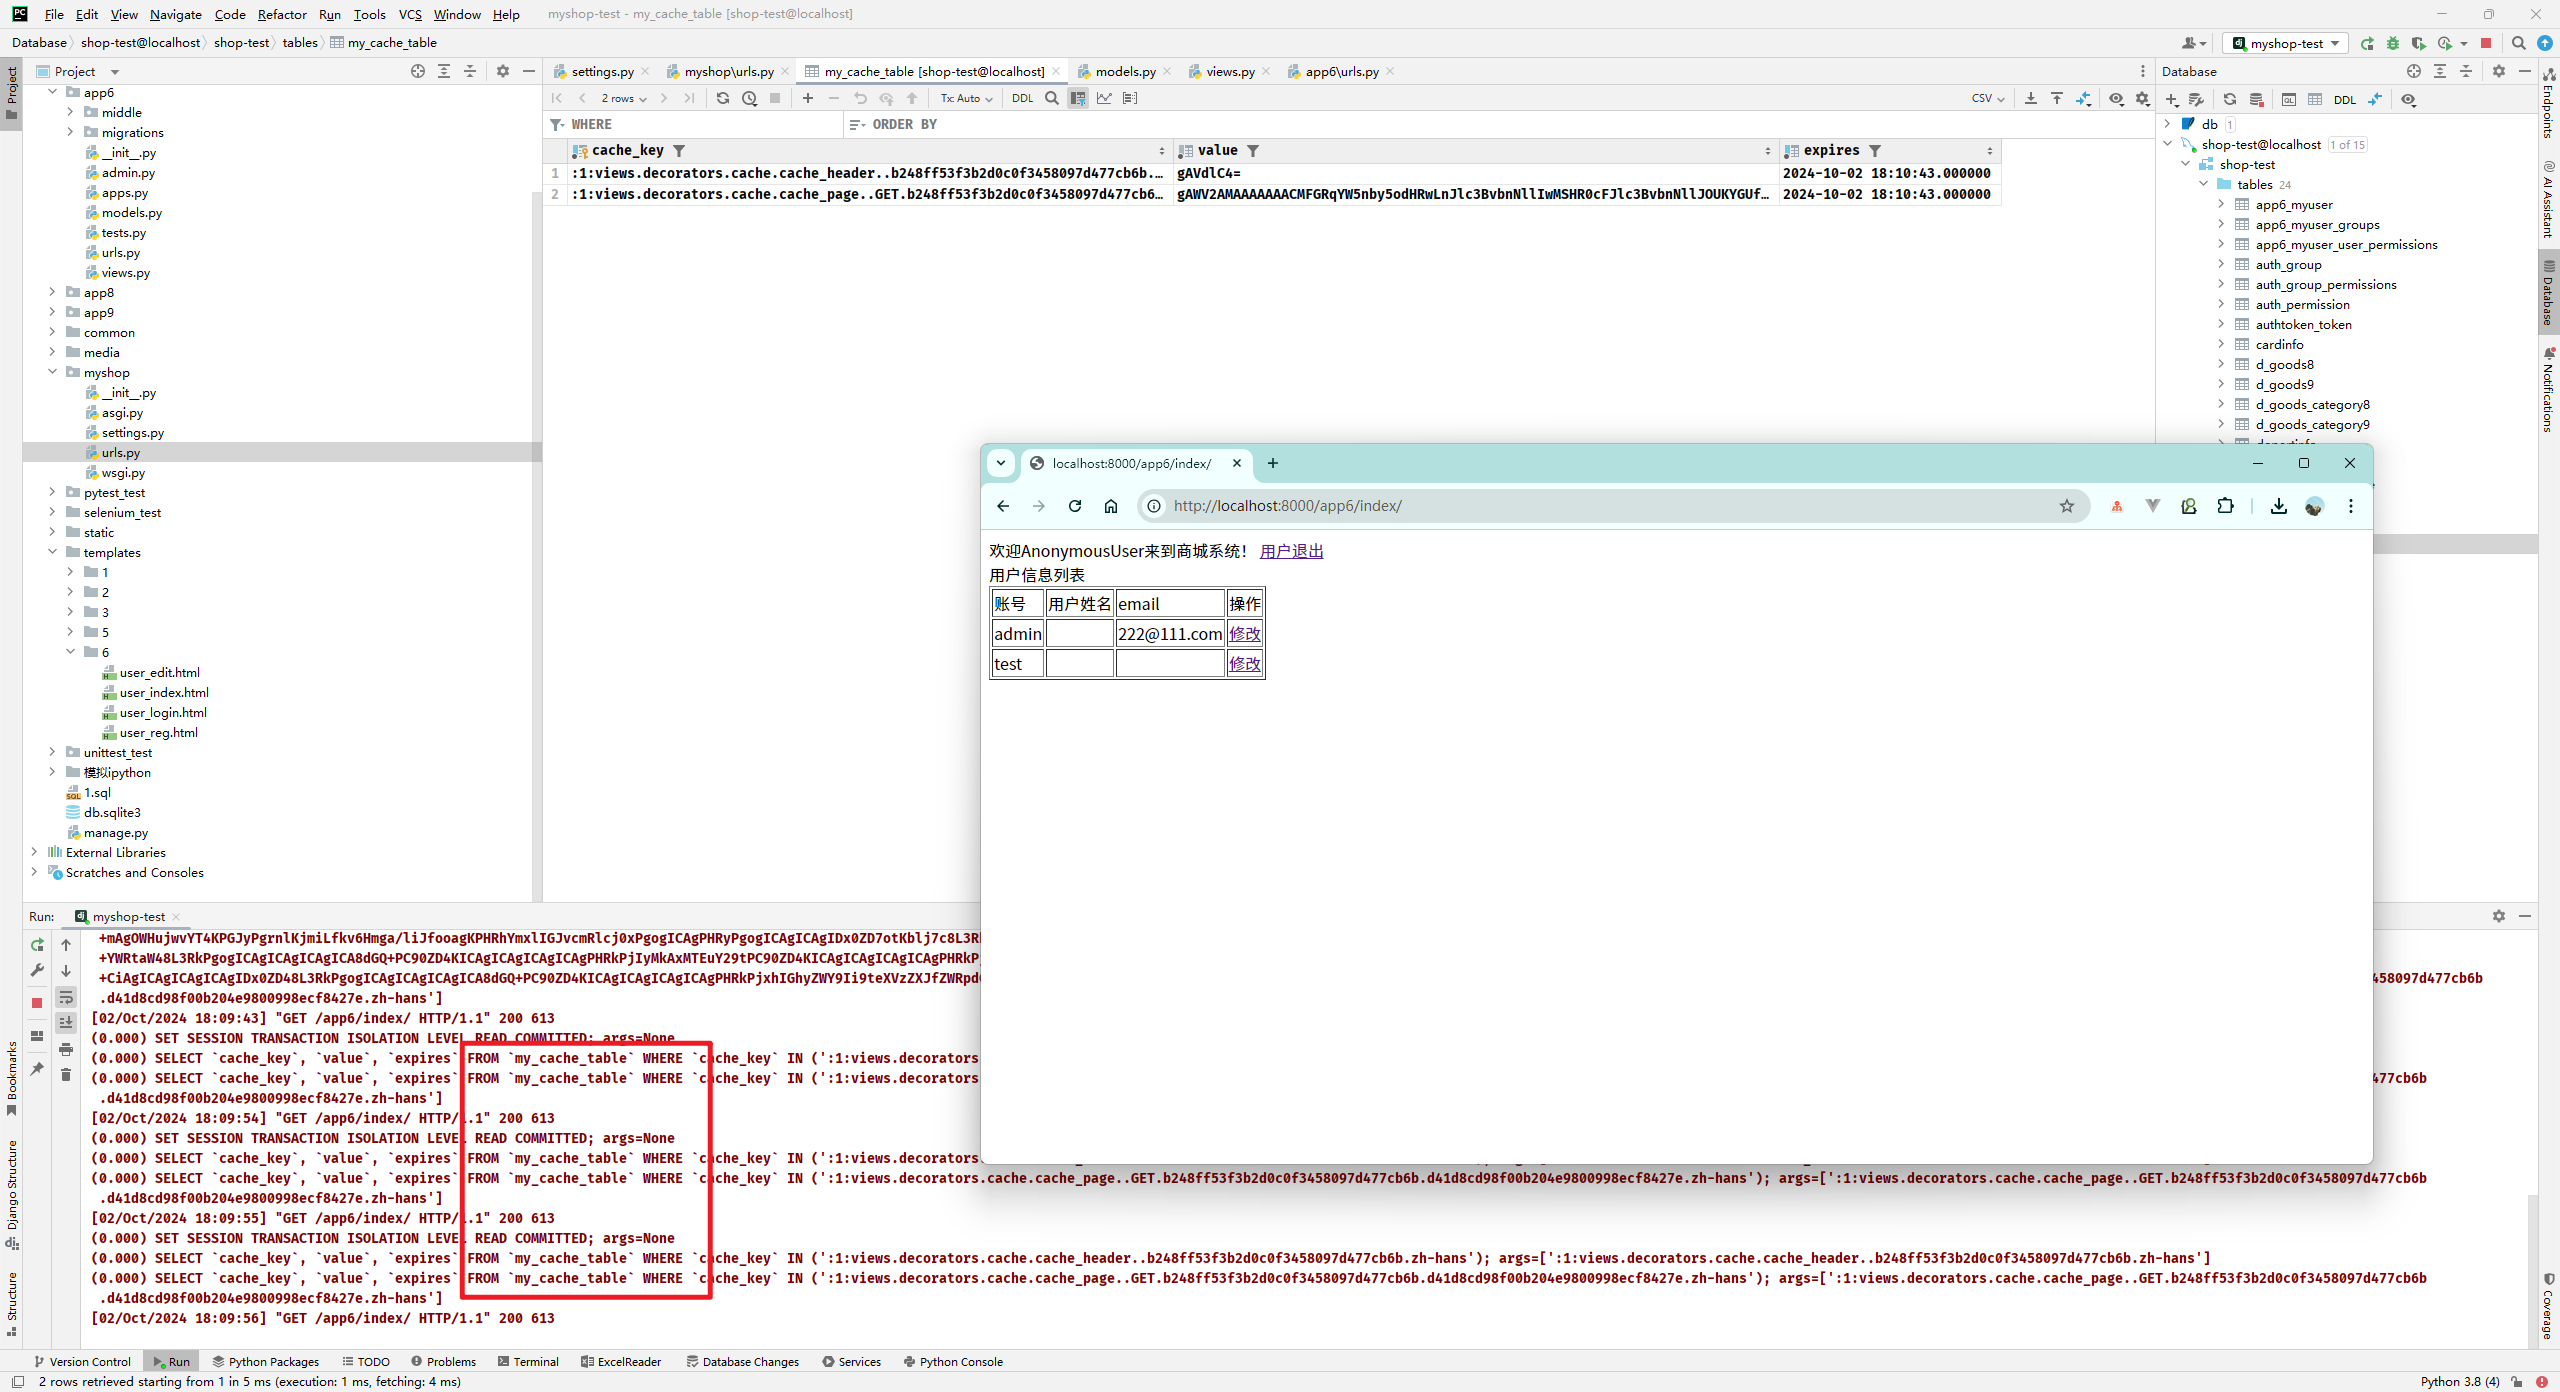 File Edit View Navigate Code Refactor Run Tools VCS Window Help myshop-test - my_cache_table [shop-test@localhost]
Database shop-test@localhost shop-test tables my_cache_table
myshop-test
Project
settings.py myshop\urls.py my_cache_table [shop-test@localhost] models.py views.py app6\urls.py
Database
2 rows Tx: Auto DDL CSV
DDL
WHERE ORDER BY
cache_key value expires
1 :1:views.decorators.cache.cache_header..b248ff53f3b2d0c0f3458097d477cb6b.… gAVdlC4= 2024-10-02 18:10:43.000000
2 :1:views.decorators.cache.cache_page..GET.b248ff53f3b2d0c0f3458097d477cb6… gAWV2AMAAAAAAACMFGRqYW5nby5odHRwLnJlc3BvbnNllIwMSHR0cFJlc3BvbnNllJOUKYGUf… 2024-10-02 18:10:43.000000
app6
middle
migrations
__init__.py
admin.py
apps.py
models.py
tests.py
urls.py
views.py
app8
app9
common
media
myshop
__init__.py
asgi.py
settings.py
urls.py
wsgi.py
pytest_test
selenium_test
static
templates
1
2
3
5
6
user_edit.html
user_index.html
user_login.html
user_reg.html
unittest_test
模拟ipython
1.sql
db.sqlite3
manage.py
External Libraries
Scratches and Consoles
db 1
shop-test@localhost 1 of 15
shop-test
tables 24
app6_myuser
app6_myuser_groups
app6_myuser_user_permissions
auth_group
auth_group_permissions
auth_permission
authtoken_token
cardinfo
d_goods8
d_goods9
d_goods_category8
d_goods_category9
Project
Bookmarks
Django Structure
Structure
Endpoints
AI Assistant
Database
Notifications
Coverage
localhost:8000/app6/index/
http://localhost:8000/app6/index/
欢迎AnonymousUser来到商城系统! 用户退出
用户信息列表
账号 用户姓名 email 操作
admin 222@111.com 修改
test 修改
Run: myshop-test
+mAgOWHujwvYT4KPGJyPgrnlKjmiLfkv6Hmga/liJfooagKPHRhYmxlIGJvcmRlcj0xPgogICAgPHRyPgogICAgICAgIDx0ZD7otKblj7c8L3R
+YWRtaW48L3RkPgogICAgICAgICAgICA8dGQ+PC90ZD4KICAgICAgICAgICAgPHRkPjIyMkAxMTEuY29tPC90ZD4KICAgICAgICAgICAgPHRkP
+CiAgICAgICAgICAgIDx0ZD48L3RkPgogICAgICAgICAgICA8dGQ+PC90ZD4KICAgICAgICAgICAgPHRkPjxhIGhyZWY9Ii9teXVzZXJfZWRpd 458097d477cb6b
.d41d8cd98f00b204e9800998ecf8427e.zh-hans']
[02/Oct/2024 18:09:43] "GET /app6/index/ HTTP/1.1" 200 613
(0.000) SET SESSION TRANSACTION ISOLATION LEVEL READ COMMITTED; args=None
(0.000) SELECT `cache_key`, `value`, `expires` FROM `my_cache_table` WHERE `cache_key` IN (':1:views.decorators.
(0.000) SELECT `cache_key`, `value`, `expires` FROM `my_cache_table` WHERE `cache_key` IN (':1:views.decorators. 477cb6b
.d41d8cd98f00b204e9800998ecf8427e.zh-hans']
[02/Oct/2024 18:09:54] "GET /app6/index/ HTTP/1.1" 200 613
(0.000) SET SESSION TRANSACTION ISOLATION LEVEL READ COMMITTED; args=None
(0.000) SELECT `cache_key`, `value`, `expires` FROM `my_cache_table` WHERE `cache_key` IN (':1:views.decorators.
(0.000) SELECT `cache_key`, `value`, `expires` FROM `my_cache_table` WHERE `cache_key` IN (':1:views.decorators.cache.cache_page..GET.b248ff53f3b2d0c0f3458097d477cb6b.d41d8cd98f00b204e9800998ecf8427e.zh-hans'); args=[':1:views.decorators.cache.cache_page..GET.b248ff53f3b2d0c0f3458097d477cb6b
.d41d8cd98f00b204e9800998ecf8427e.zh-hans']
[02/Oct/2024 18:09:55] "GET /app6/index/ HTTP/1.1" 200 613
(0.000) SET SESSION TRANSACTION ISOLATION LEVEL READ COMMITTED; args=None
(0.000) SELECT `cache_key`, `value`, `expires` FROM `my_cache_table` WHERE `cache_key` IN (':1:views.decorators.cache.cache_header..b248ff53f3b2d0c0f3458097d477cb6b.zh-hans'); args=[':1:views.decorators.cache.cache_header..b248ff53f3b2d0c0f3458097d477cb6b.zh-hans']
(0.000) SELECT `cache_key`, `value`, `expires` FROM `my_cache_table` WHERE `cache_key` IN (':1:views.decorators.cache.cache_page..GET.b248ff53f3b2d0c0f3458097d477cb6b.d41d8cd98f00b204e9800998ecf8427e.zh-hans'); args=[':1:views.decorators.cache.cache_page..GET.b248ff53f3b2d0c0f3458097d477cb6b
.d41d8cd98f00b204e9800998ecf8427e.zh-hans']
[02/Oct/2024 18:09:56] "GET /app6/index/ HTTP/1.1" 200 613
Version Control Run Python Packages TODO Problems Terminal ExcelReader Database Changes Services Python Console
2 rows retrieved starting from 1 in 5 ms (execution: 1 ms, fetching: 4 ms) Python 3.8 (4)